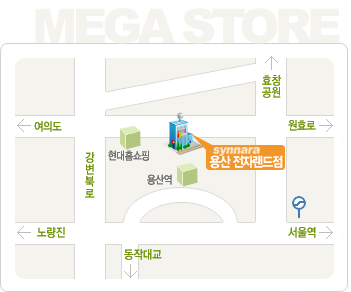 MEGA STORE
효창
공원
여의도
원효로
synnara
용산 전자랜드점
현대홈쇼핑
강변북로
용산역
노량진
서울역
동작대교